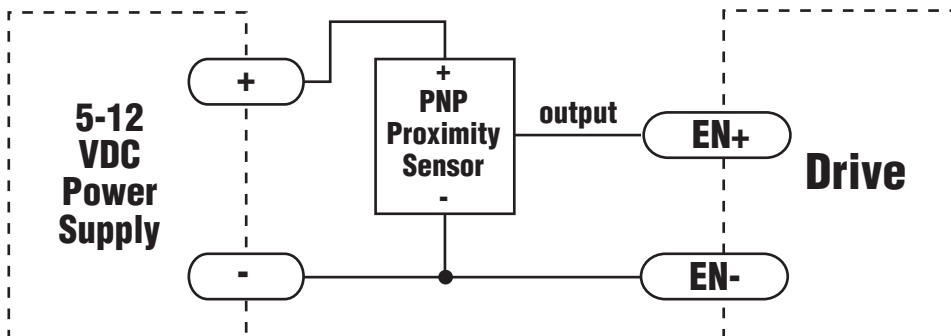 5-12
VDC
Power
Supply
+
-
+
PNP
Proximity
Sensor
-
output
EN+
EN-
Drive